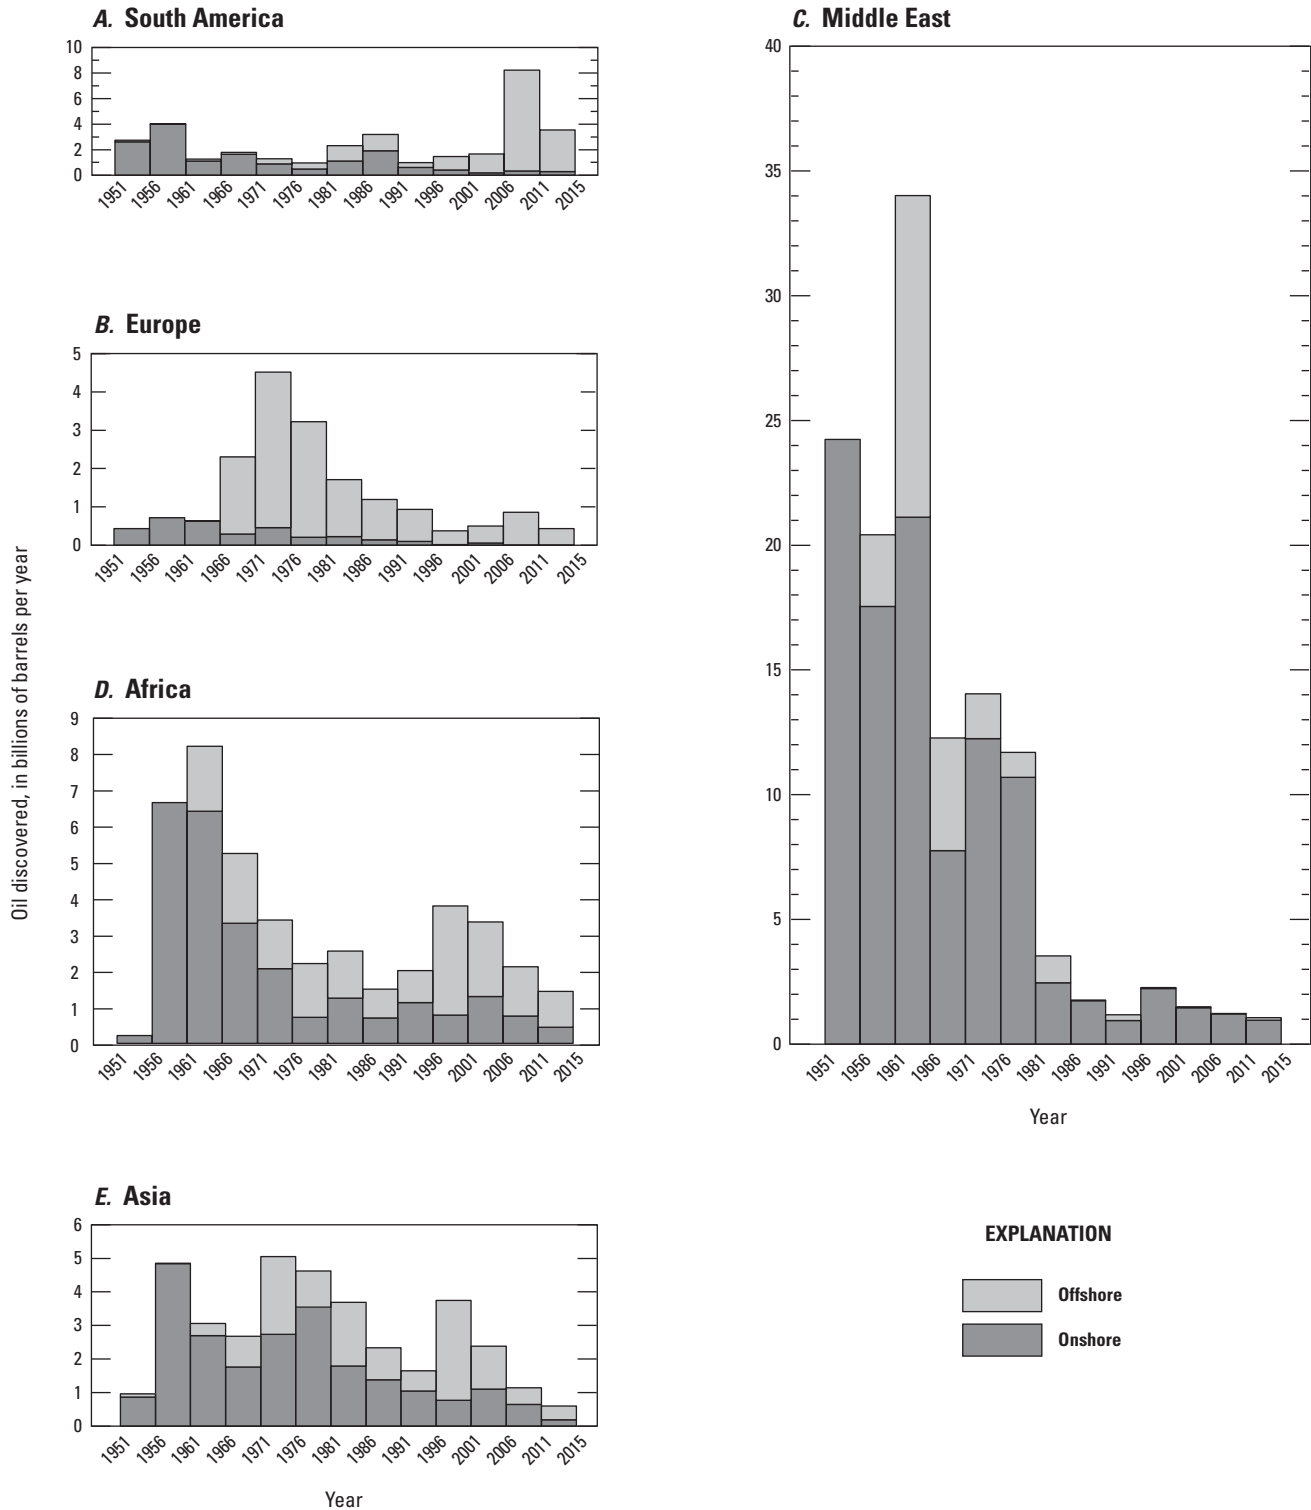 A. South America
10
8
6
4
2
0
1951 1956 1961 1966 1971 1976 1981 1986 1991 1996 2001 2006 2011 2015
B. Europe
5
4
3
2
1
0
1951 1956 1961 1966 1971 1976 1981 1986 1991 1996 2001 2006 2011 2015
Oil discovered, in billions of barrels per year
D. Africa
9
8
7
6
5
4
3
2
1
0
1951 1956 1961 1966 1971 1976 1981 1986 1991 1996 2001 2006 2011 2015
E. Asia
6
5
4
3
2
1
0
1951 1956 1961 1966 1971 1976 1981 1986 1991 1996 2001 2006 2011 2015
Year
C. Middle East
40
35
30
25
20
15
10
5
0
1951 1956 1961 1966 1971 1976 1981 1986 1991 1996 2001 2006 2011 2015
Year
EXPLANATION
Offshore
Onshore